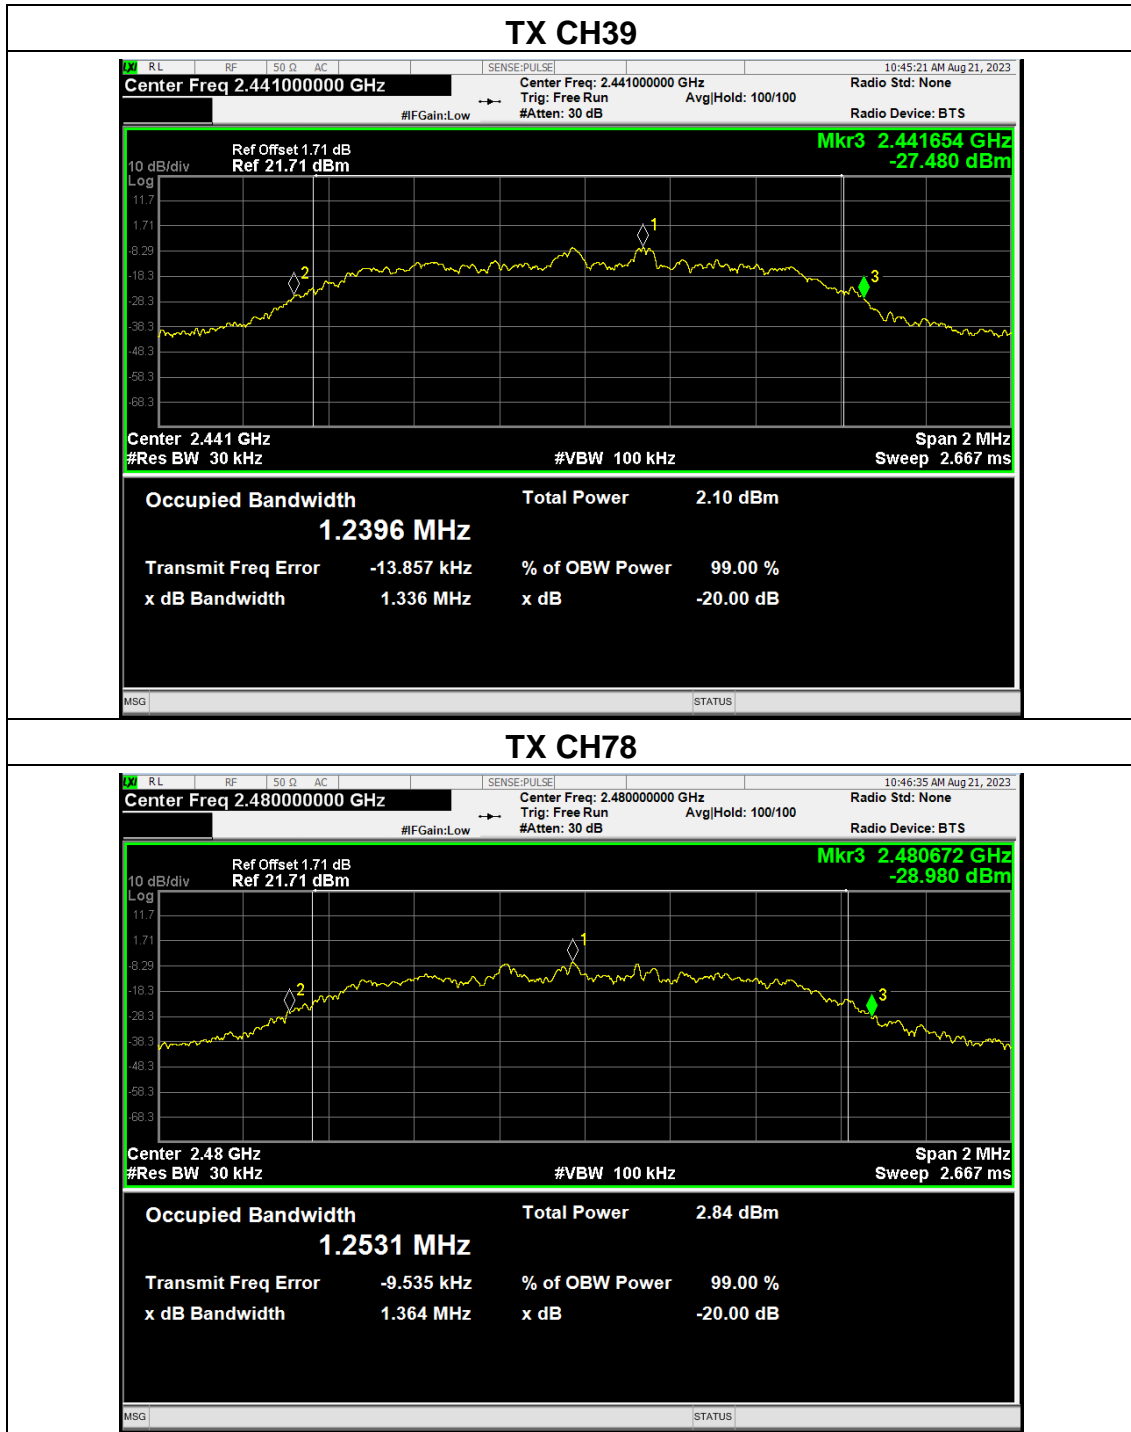 TX CH39
LXI RL RF 50 Ω AC SENSE:PULSE 10:45:21 AM Aug 21, 2023
Center Freq 2.441000000 GHz Center Freq: 2.441000000 GHz Radio Std: None
Trig: Free Run Avg|Hold: 100/100
#IFGain:Low #Atten: 30 dB Radio Device: BTS
Mkr3 2.441654 GHz
Ref Offset 1.71 dB
-27.480 dBm
10 dB/div Ref 21.71 dBm
Log
11.7
1.71
-8.29
-18.3
-28.3
-38.3
-48.3
-58.3
-68.3
1
2
3
Center 2.441 GHz Span 2 MHz
#Res BW 30 kHz #VBW 100 kHz Sweep 2.667 ms
Occupied Bandwidth Total Power 2.10 dBm
1.2396 MHz
Transmit Freq Error -13.857 kHz % of OBW Power 99.00 %
x dB Bandwidth 1.336 MHz x dB -20.00 dB
MSG STATUS
TX CH78
LXI RL RF 50 Ω AC SENSE:PULSE 10:46:35 AM Aug 21, 2023
Center Freq 2.480000000 GHz Center Freq: 2.480000000 GHz Radio Std: None
Trig: Free Run Avg|Hold: 100/100
#IFGain:Low #Atten: 30 dB Radio Device: BTS
Mkr3 2.480672 GHz
Ref Offset 1.71 dB
-28.980 dBm
10 dB/div Ref 21.71 dBm
Log
11.7
1.71
-8.29
-18.3
-28.3
-38.3
-48.3
-58.3
-68.3
1
2
3
Center 2.48 GHz Span 2 MHz
#Res BW 30 kHz #VBW 100 kHz Sweep 2.667 ms
Occupied Bandwidth Total Power 2.84 dBm
1.2531 MHz
Transmit Freq Error -9.535 kHz % of OBW Power 99.00 %
x dB Bandwidth 1.364 MHz x dB -20.00 dB
MSG STATUS